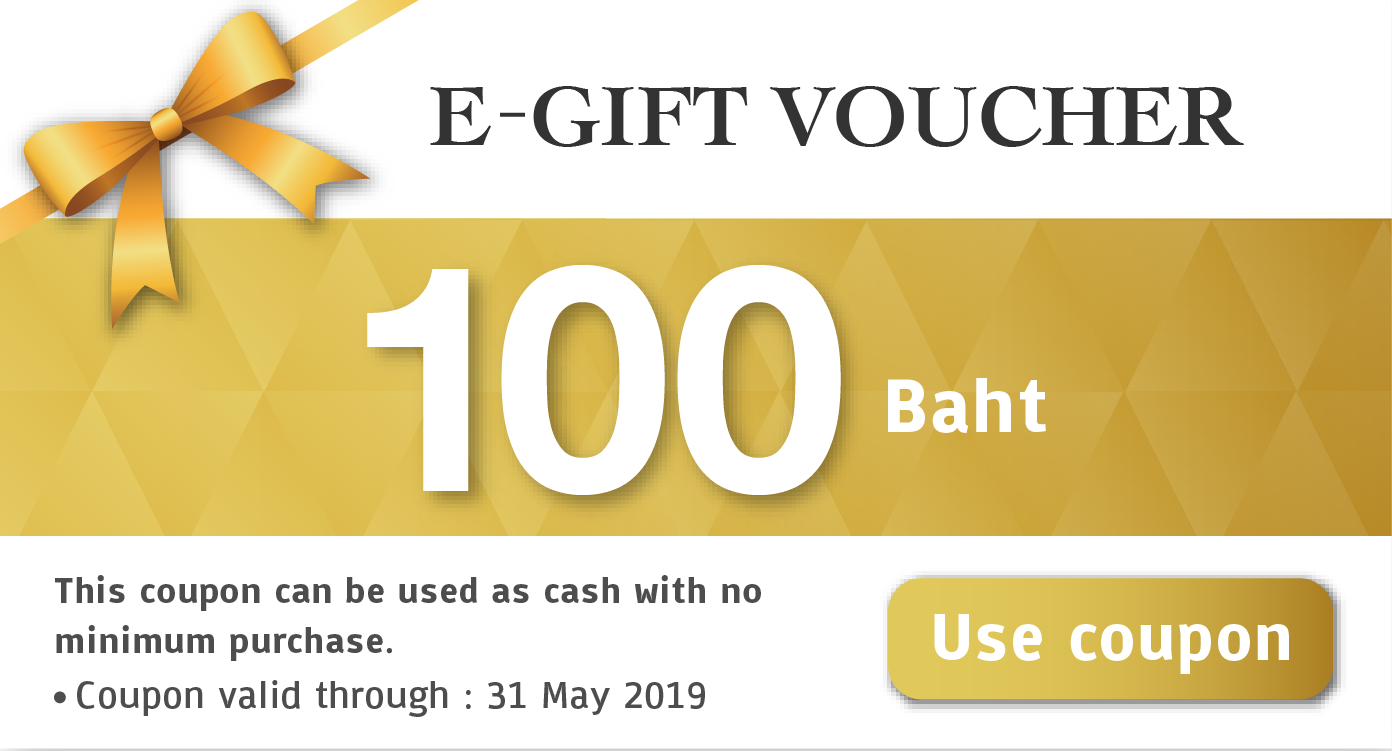 E-GIFT VOUCHER
100 Baht
This coupon can be used as cash with no
minimum purchase.
• Coupon valid through : 31 May 2019
Use coupon